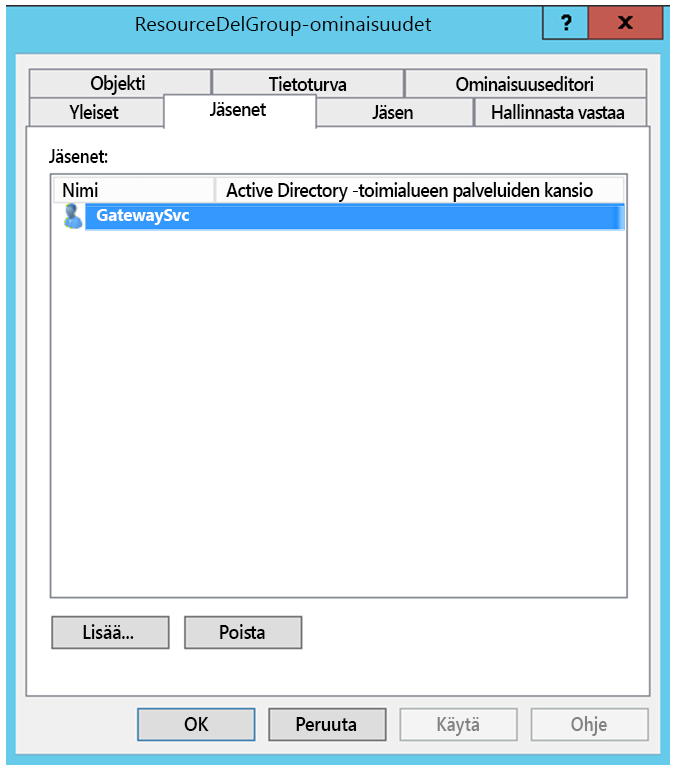 ResourceDelGroup-ominaisuudet
?
x
Objekti Tietoturva Ominaisuuseditori
Yleiset Jäsenet Jäsen Hallinnasta vastaa
Jäsenet:
Nimi Active Directory -toimialueen palveluiden kansio
GatewaySvc
Lisää... Poista
OK Peruuta Käytä Ohje